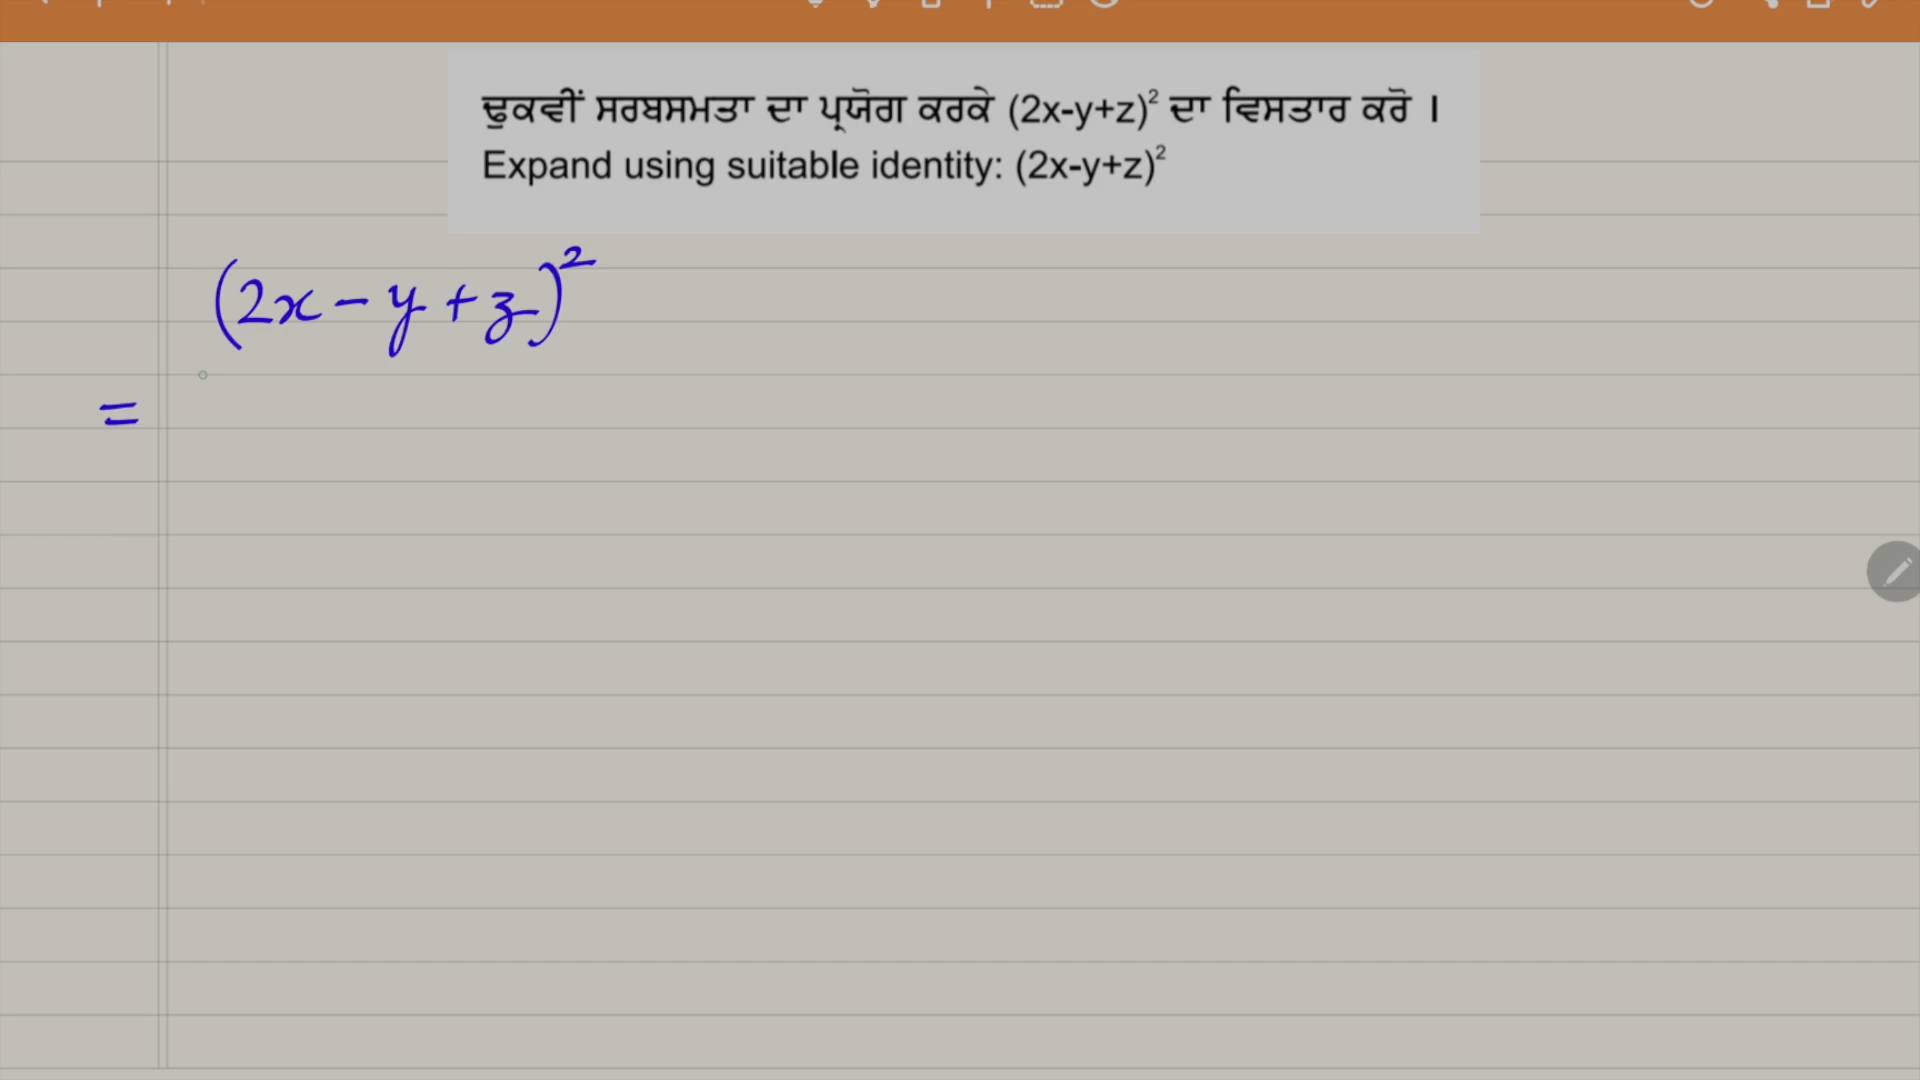 ਢੁਕਵੀਂ ਸਰਬਸਮਤਾ ਦਾ ਪ੍ਰਯੋਗ ਕਰਕੇ (2x-y+z)² ਦਾ ਵਿਸਤਾਰ ਕਰੋ ।
Expand using suitable identity: (2x-y+z)²
(2x - y + z)²
=